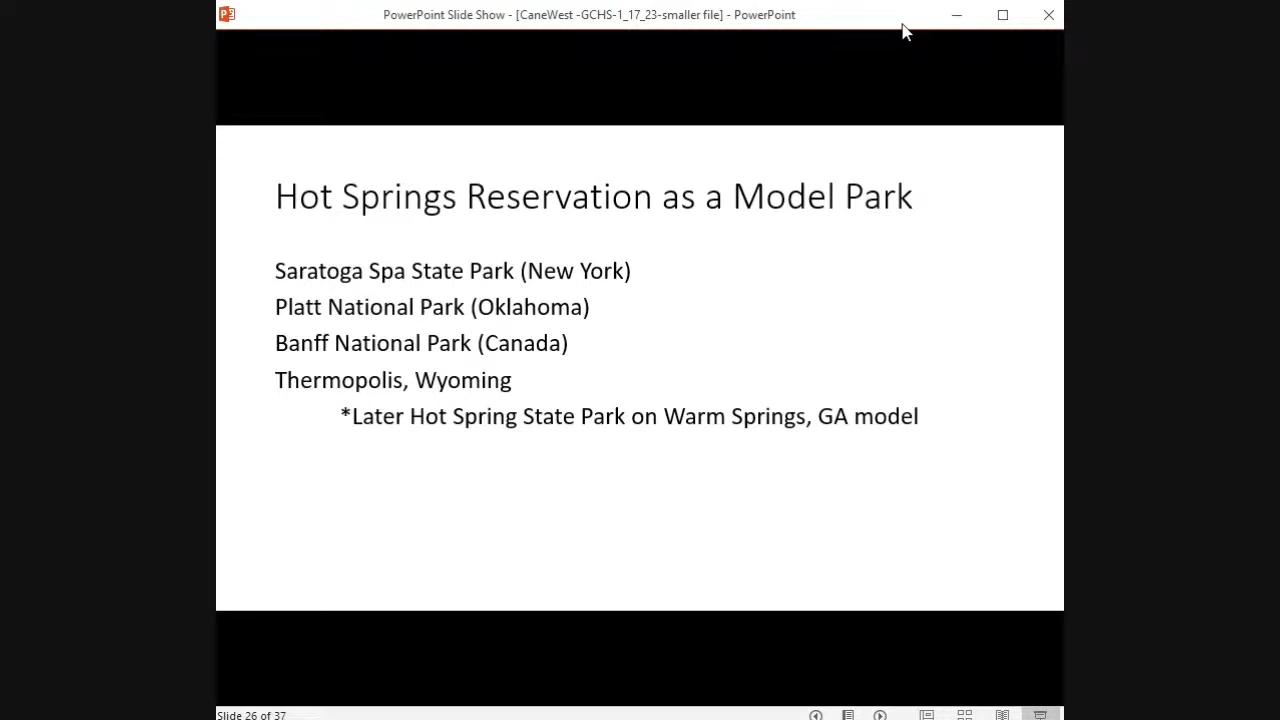 PowerPoint Slide Show - [CaneWest -GCHS-1_17_23-smaller file] - PowerPoint
Hot Springs Reservation as a Model Park
Saratoga Spa State Park (New York)
Platt National Park (Oklahoma)
Banff National Park (Canada)
Thermopolis, Wyoming
*Later Hot Spring State Park on Warm Springs, GA model
Slide 26 of 37